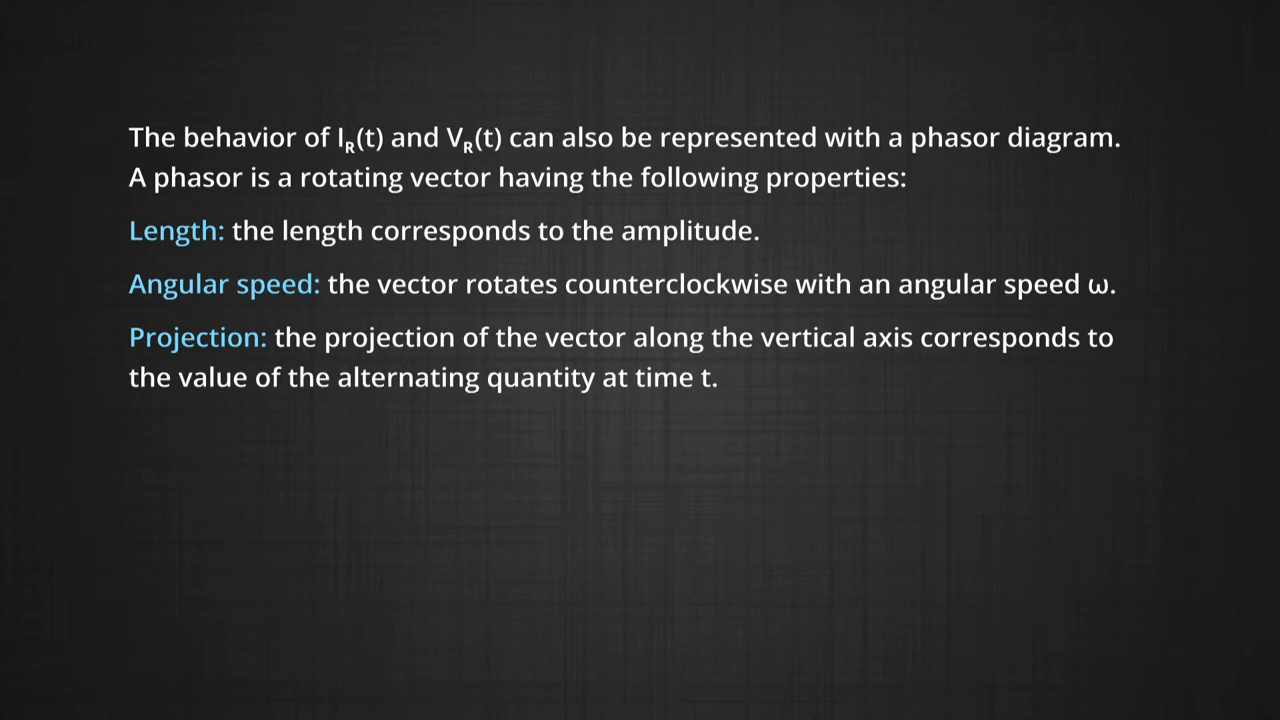 The behavior of I_R(t) and V_R(t) can also be represented with a phasor diagram.
A phasor is a rotating vector having the following properties:
Length: the length corresponds to the amplitude.
Angular speed: the vector rotates counterclockwise with an angular speed ω.
Projection: the projection of the vector along the vertical axis corresponds to
the value of the alternating quantity at time t.